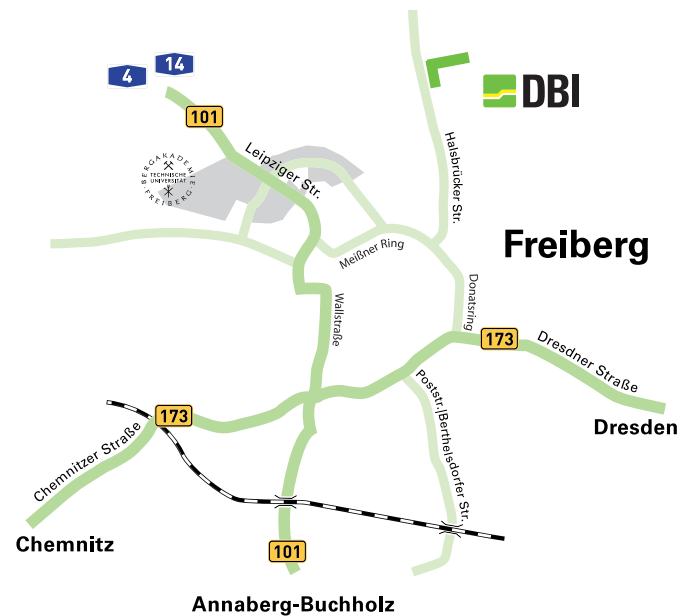 14
4
DBI
101
Leipziger Str.
Halsbrücker Str.
BERGAKADEMIE
TECHNISCHE
UNIVERSITÄT
FREIBERG
Freiberg
Meißner Ring
Donatsring
Wallstraße
173
Dresdner Straße
Poststr./Berthelsdorfer Str.
173
Dresden
Chemnitzer Straße
Chemnitz
101
Annaberg-Buchholz